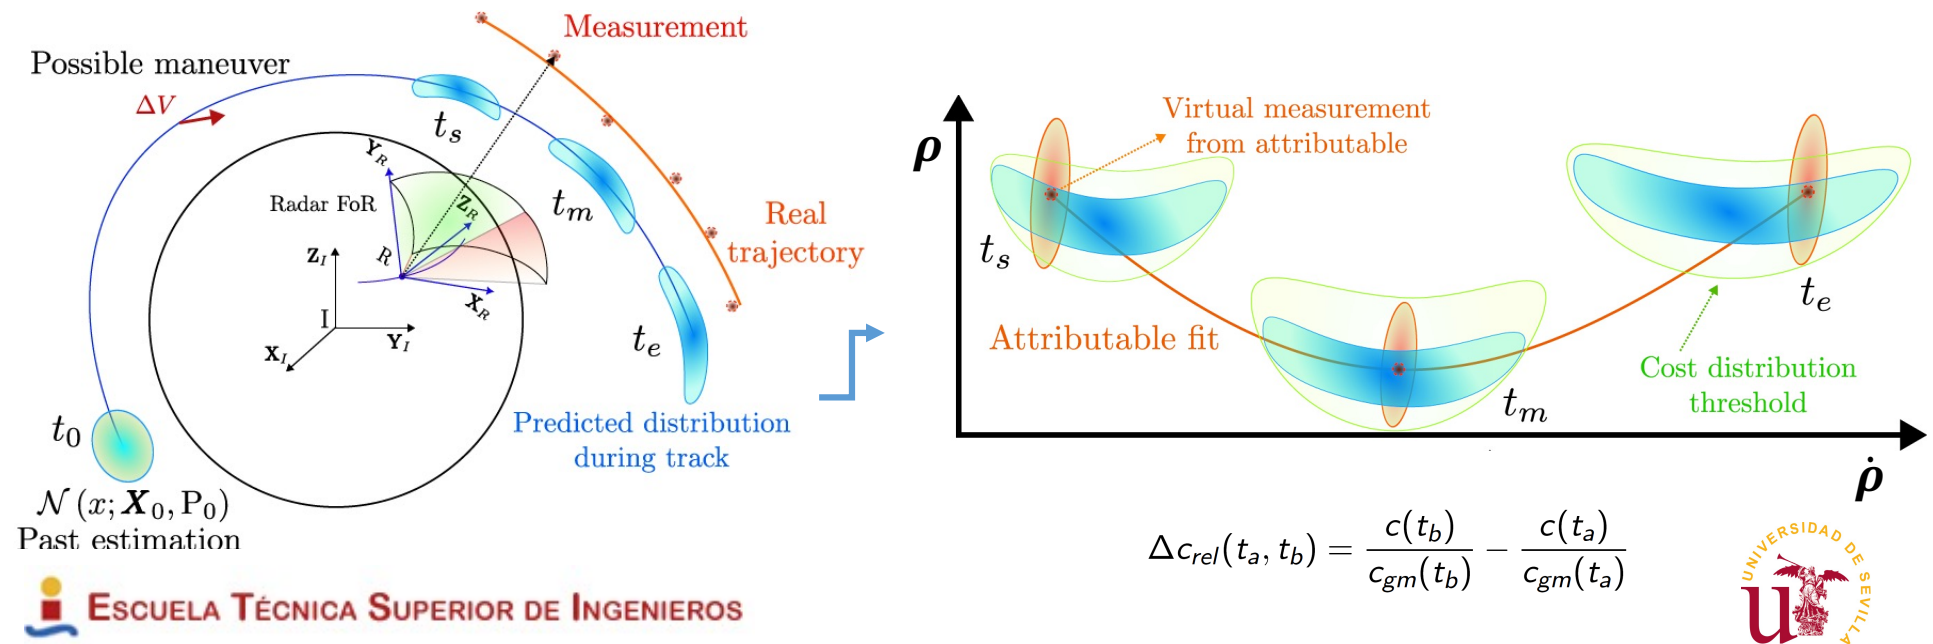 Possible maneuver
ΔV
Measurement
t_s
t_m
t_e
Y_R
Radar FoR
Z_R
R
X_R
Z_I
I
Y_I
X_I
Real
trajectory
t_0
N (x; X_0, P_0)
Past estimation
Predicted distribution
during track
ρ
Virtual measurement
from attributable
t_s
Attributable fit
t_m
t_e
Cost distribution
threshold
ρ̇
Δc_rel(t_a, t_b) = c(t_b)/c_gm(t_b) − c(t_a)/c_gm(t_a)
ESCUELA TÉCNICA SUPERIOR DE INGENIEROS
UNIVERSIDAD DE SEVILLA
u